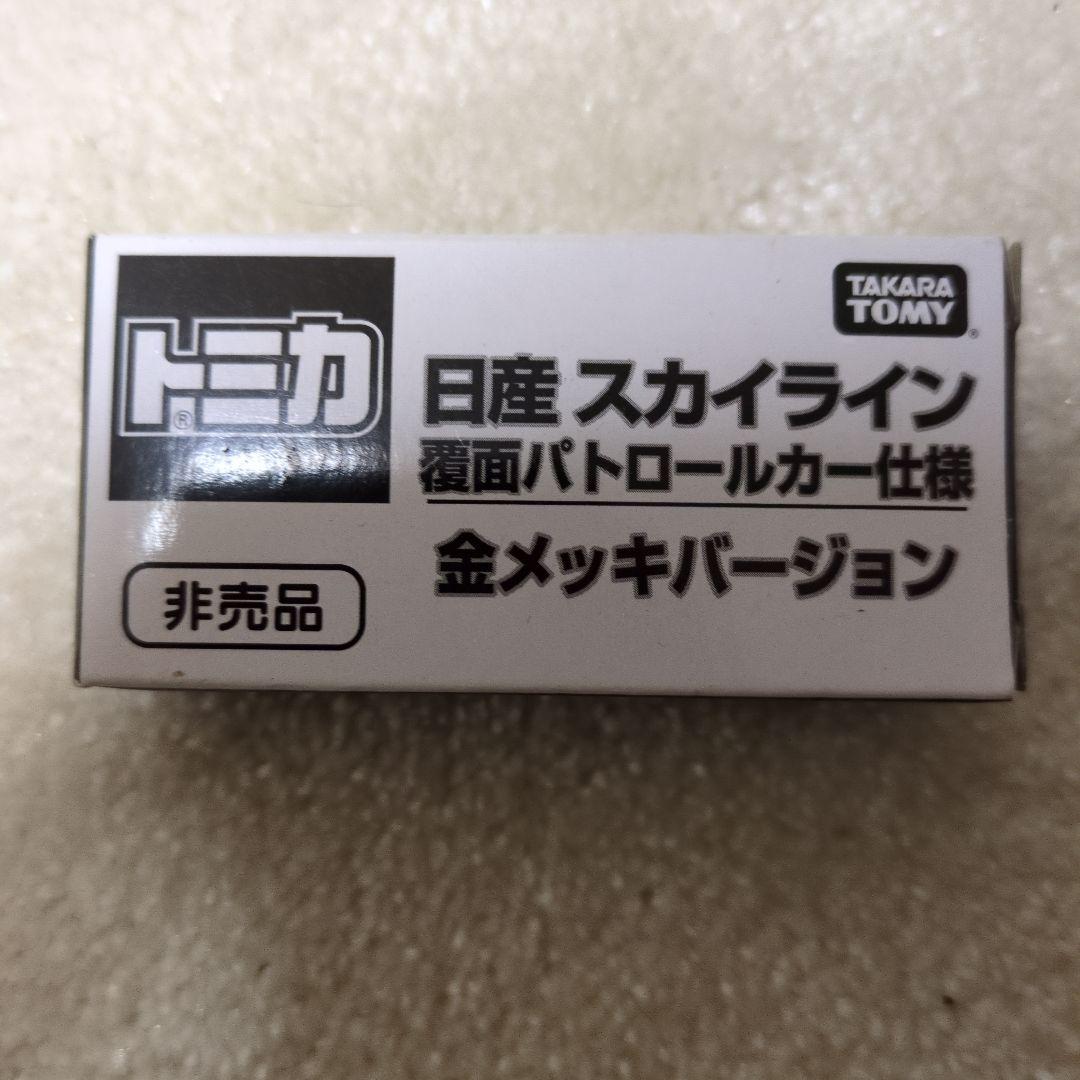 トミカ®
TAKARA
TOMY®
日産 スカイライン
覆面パトロールカー仕様
金メッキバージョン
非売品